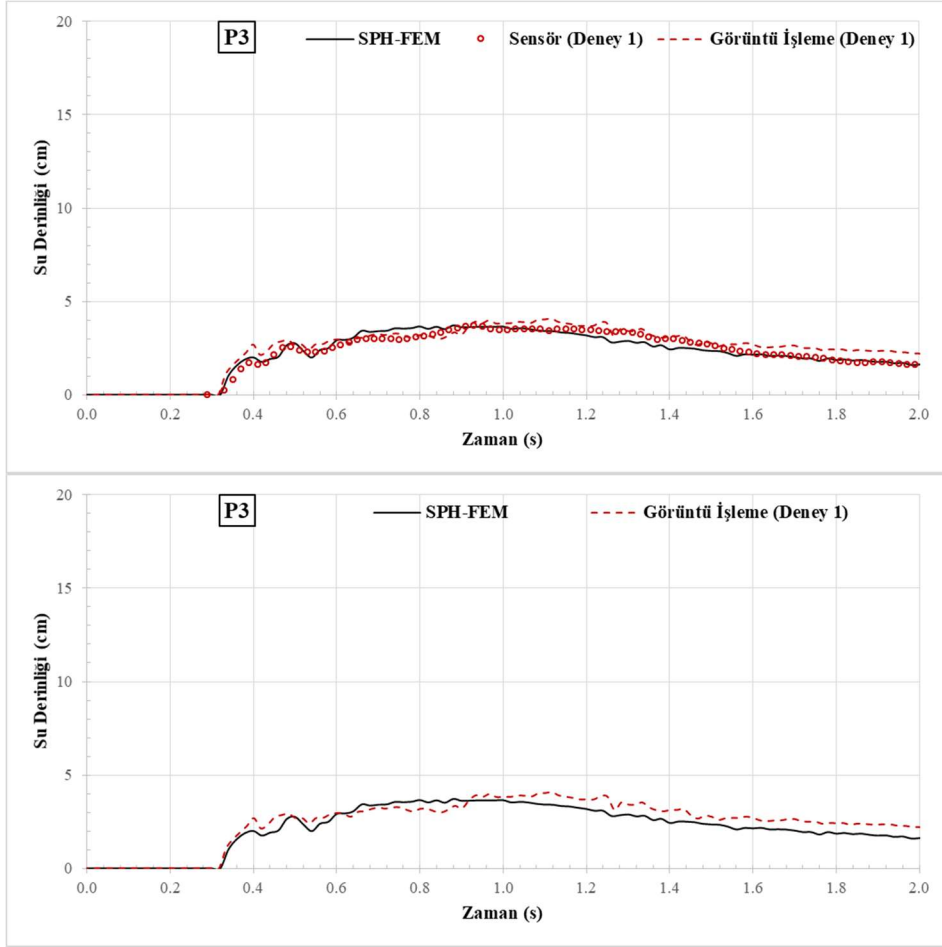 P3 SPH-FEM Sensör (Deney 1) Görüntü İşleme (Deney 1)
20
15
10
5
0
Su Derinliği (cm)
0.0 0.2 0.4 0.6 0.8 1.0 1.2 1.4 1.6 1.8 2.0
Zaman (s)
P3 SPH-FEM Görüntü İşleme (Deney 1)
20
15
10
5
0
Su Derinliği (cm)
0.0 0.2 0.4 0.6 0.8 1.0 1.2 1.4 1.6 1.8 2.0
Zaman (s)